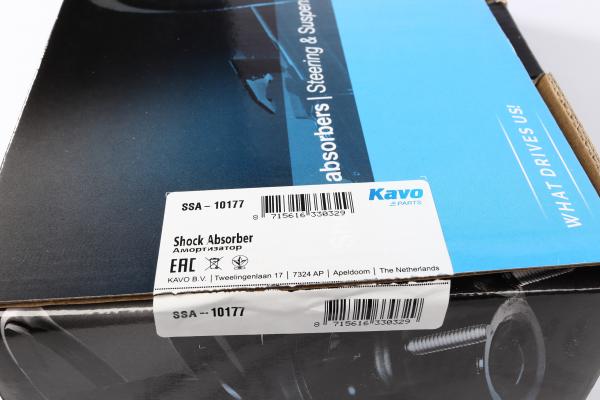 absorbers | Steering & Suspen
WHAT DRIVES US!
SSA - 10177
8 715616 330329
Kavo
PARTS
Shock Absorber
Амортизатор
EAC
KAVO B.V. | Tweelingenlaan 17 | 7324 AP | Apeldoorn | The Netherlands
SSA - 10177
8 715616 330329